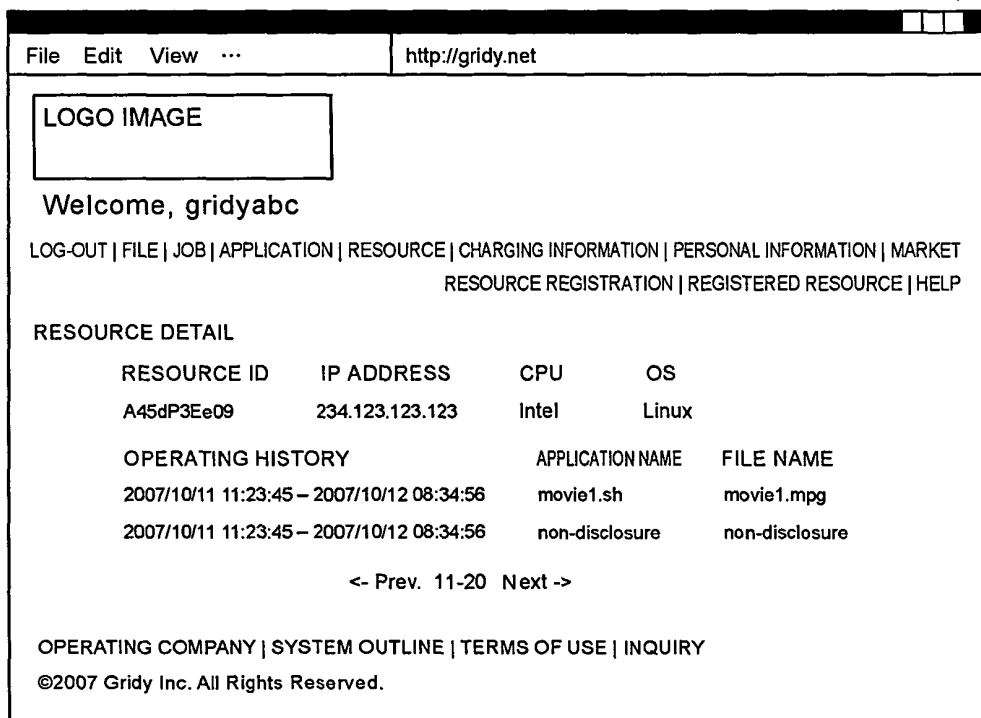 File Edit View ··· http://gridy.net
LOGO IMAGE
Welcome, gridyabc
LOG-OUT | FILE | JOB | APPLICATION | RESOURCE | CHARGING INFORMATION | PERSONAL INFORMATION | MARKET
RESOURCE REGISTRATION | REGISTERED RESOURCE | HELP
RESOURCE DETAIL
RESOURCE ID IP ADDRESS CPU OS
A45dP3Ee09 234.123.123.123 Intel Linux
OPERATING HISTORY APPLICATION NAME FILE NAME
2007/10/11 11:23:45 – 2007/10/12 08:34:56 movie1.sh movie1.mpg
2007/10/11 11:23:45 – 2007/10/12 08:34:56 non-disclosure non-disclosure
<- Prev. 11-20 Next ->
OPERATING COMPANY | SYSTEM OUTLINE | TERMS OF USE | INQUIRY
©2007 Gridy Inc. All Rights Reserved.